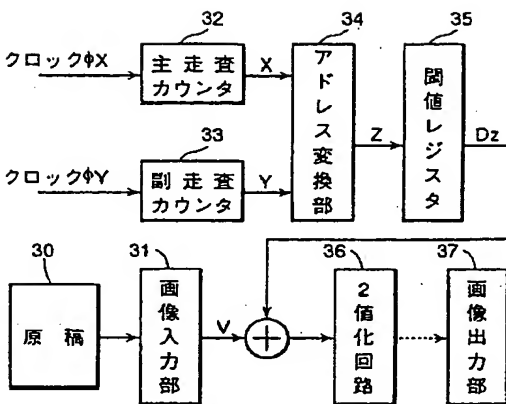 32
34
35
クロックφX
主走査
カウンタ
X
アドレス変換部
Z
閾値レジスタ
Dz
33
クロックφY
副走査
カウンタ
Y
30
31
36
37
原稿
画像入力部
V
+
2値化回路
画像出力部